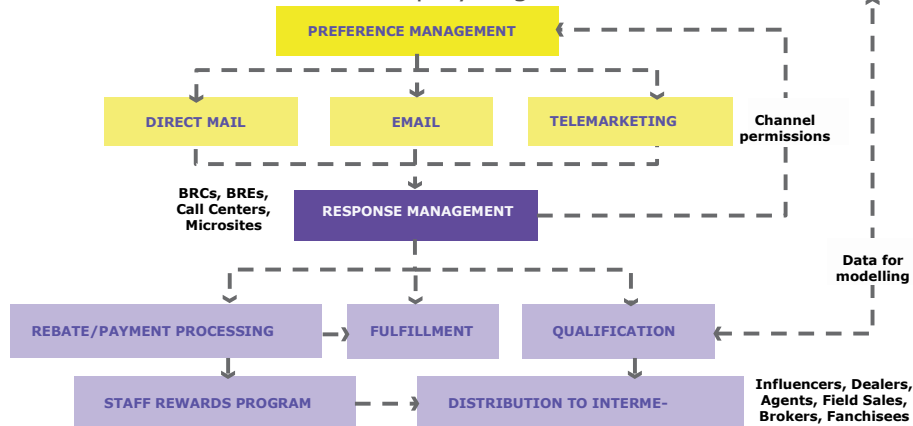 PREFERENCE MANAGEMENT
DIRECT MAIL
EMAIL
TELEMARKETING
Channel
permissions
BRCs, BREs,
Call Centers,
Microsites
RESPONSE MANAGEMENT
Data for
modelling
REBATE/PAYMENT PROCESSING
FULFILLMENT
QUALIFICATION
STAFF REWARDS PROGRAM
DISTRIBUTION TO INTERME-
Influencers, Dealers,
Agents, Field Sales,
Brokers, Fanchisees